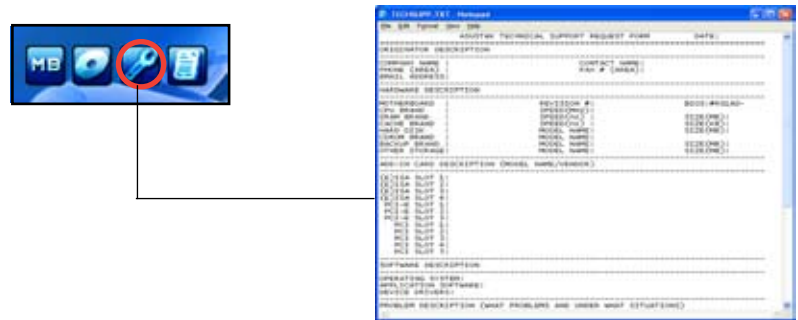 MB
TECHSUPP.TXT - Notepad
File Edit Format View Help
ASUSTEK TECHNICAL SUPPORT REQUEST FORM DATE:
ORIGINATOR DESCRIPTION
COMPANY NAME : CONTACT NAME:
PHONE (AREA) : FAX # (AREA):
EMAIL ADDRESS:
HARDWARE DESCRIPTION
MOTHERBOARD : REVISION #: BIOS:
CPU BRAND : SPEED(MHz):
DRAM BRAND : SPEED(ns) : SIZE(MB):
CACHE BRAND : SPEED(ns) : SIZE(KB):
HARD DISK : MODEL NAME: SIZE(MB):
CDROM BRAND : MODEL NAME:
BACKUP BRAND : MODEL NAME: SIZE(MB):
OTHER STORAGE: MODEL NAME: SIZE(MB):
ADD-ON CARD DESCRIPTION (MODEL NAME/VENDOR)
(E)ISA SLOT 1:
(E)ISA SLOT 2:
(E)ISA SLOT 3:
(E)ISA SLOT 4:
PCI-E SLOT 1:
PCI-E SLOT 2:
PCI-E SLOT 3:
PCI SLOT 1:
PCI SLOT 2:
PCI SLOT 3:
PCI SLOT 4:
PCI SLOT 5:
SOFTWARE DESCRIPTION
OPERATING SYSTEM:
APPLICATION SOFTWARE:
DEVICE DRIVERS:
PROBLEM DESCRIPTION (WHAT PROBLEMS AND UNDER WHAT SITUATIONS)